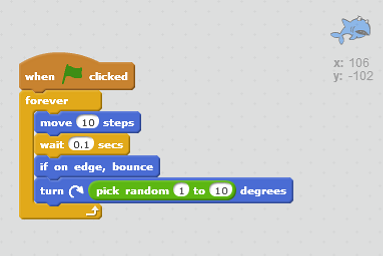 x: 106
y: -102
when clicked
forever
move 10 steps
wait 0.1 secs
if on edge, bounce
turn pick random 1 to 10 degrees